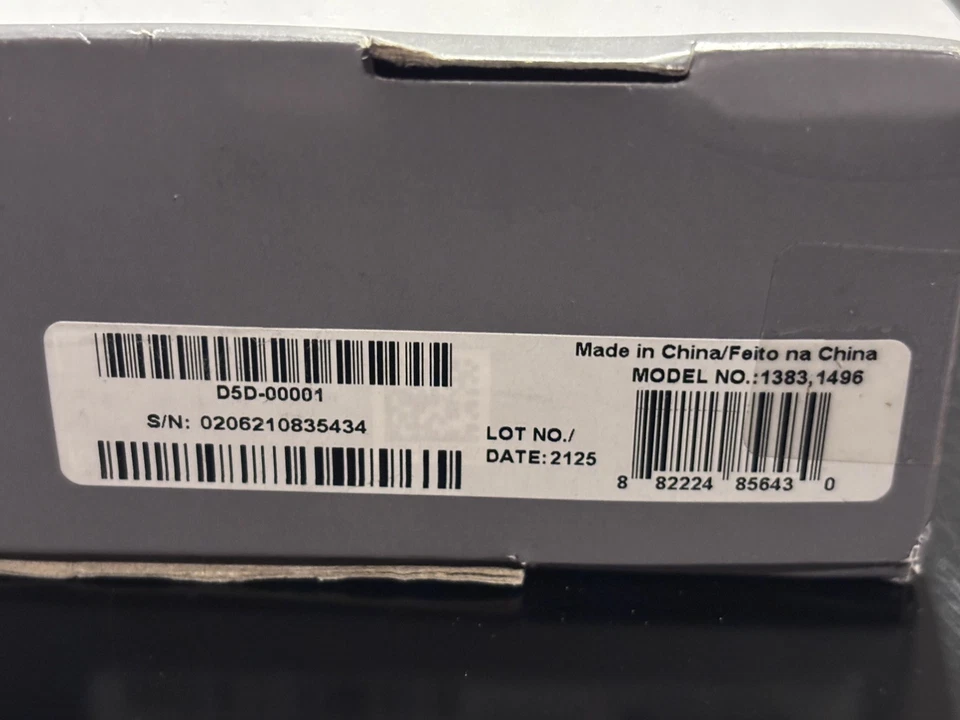 D5D-00001
S/N: 0206210835434
LOT NO./
DATE:2125
Made in China/Feito na China
MODEL NO.:1383,1496
8 82224 85643 0